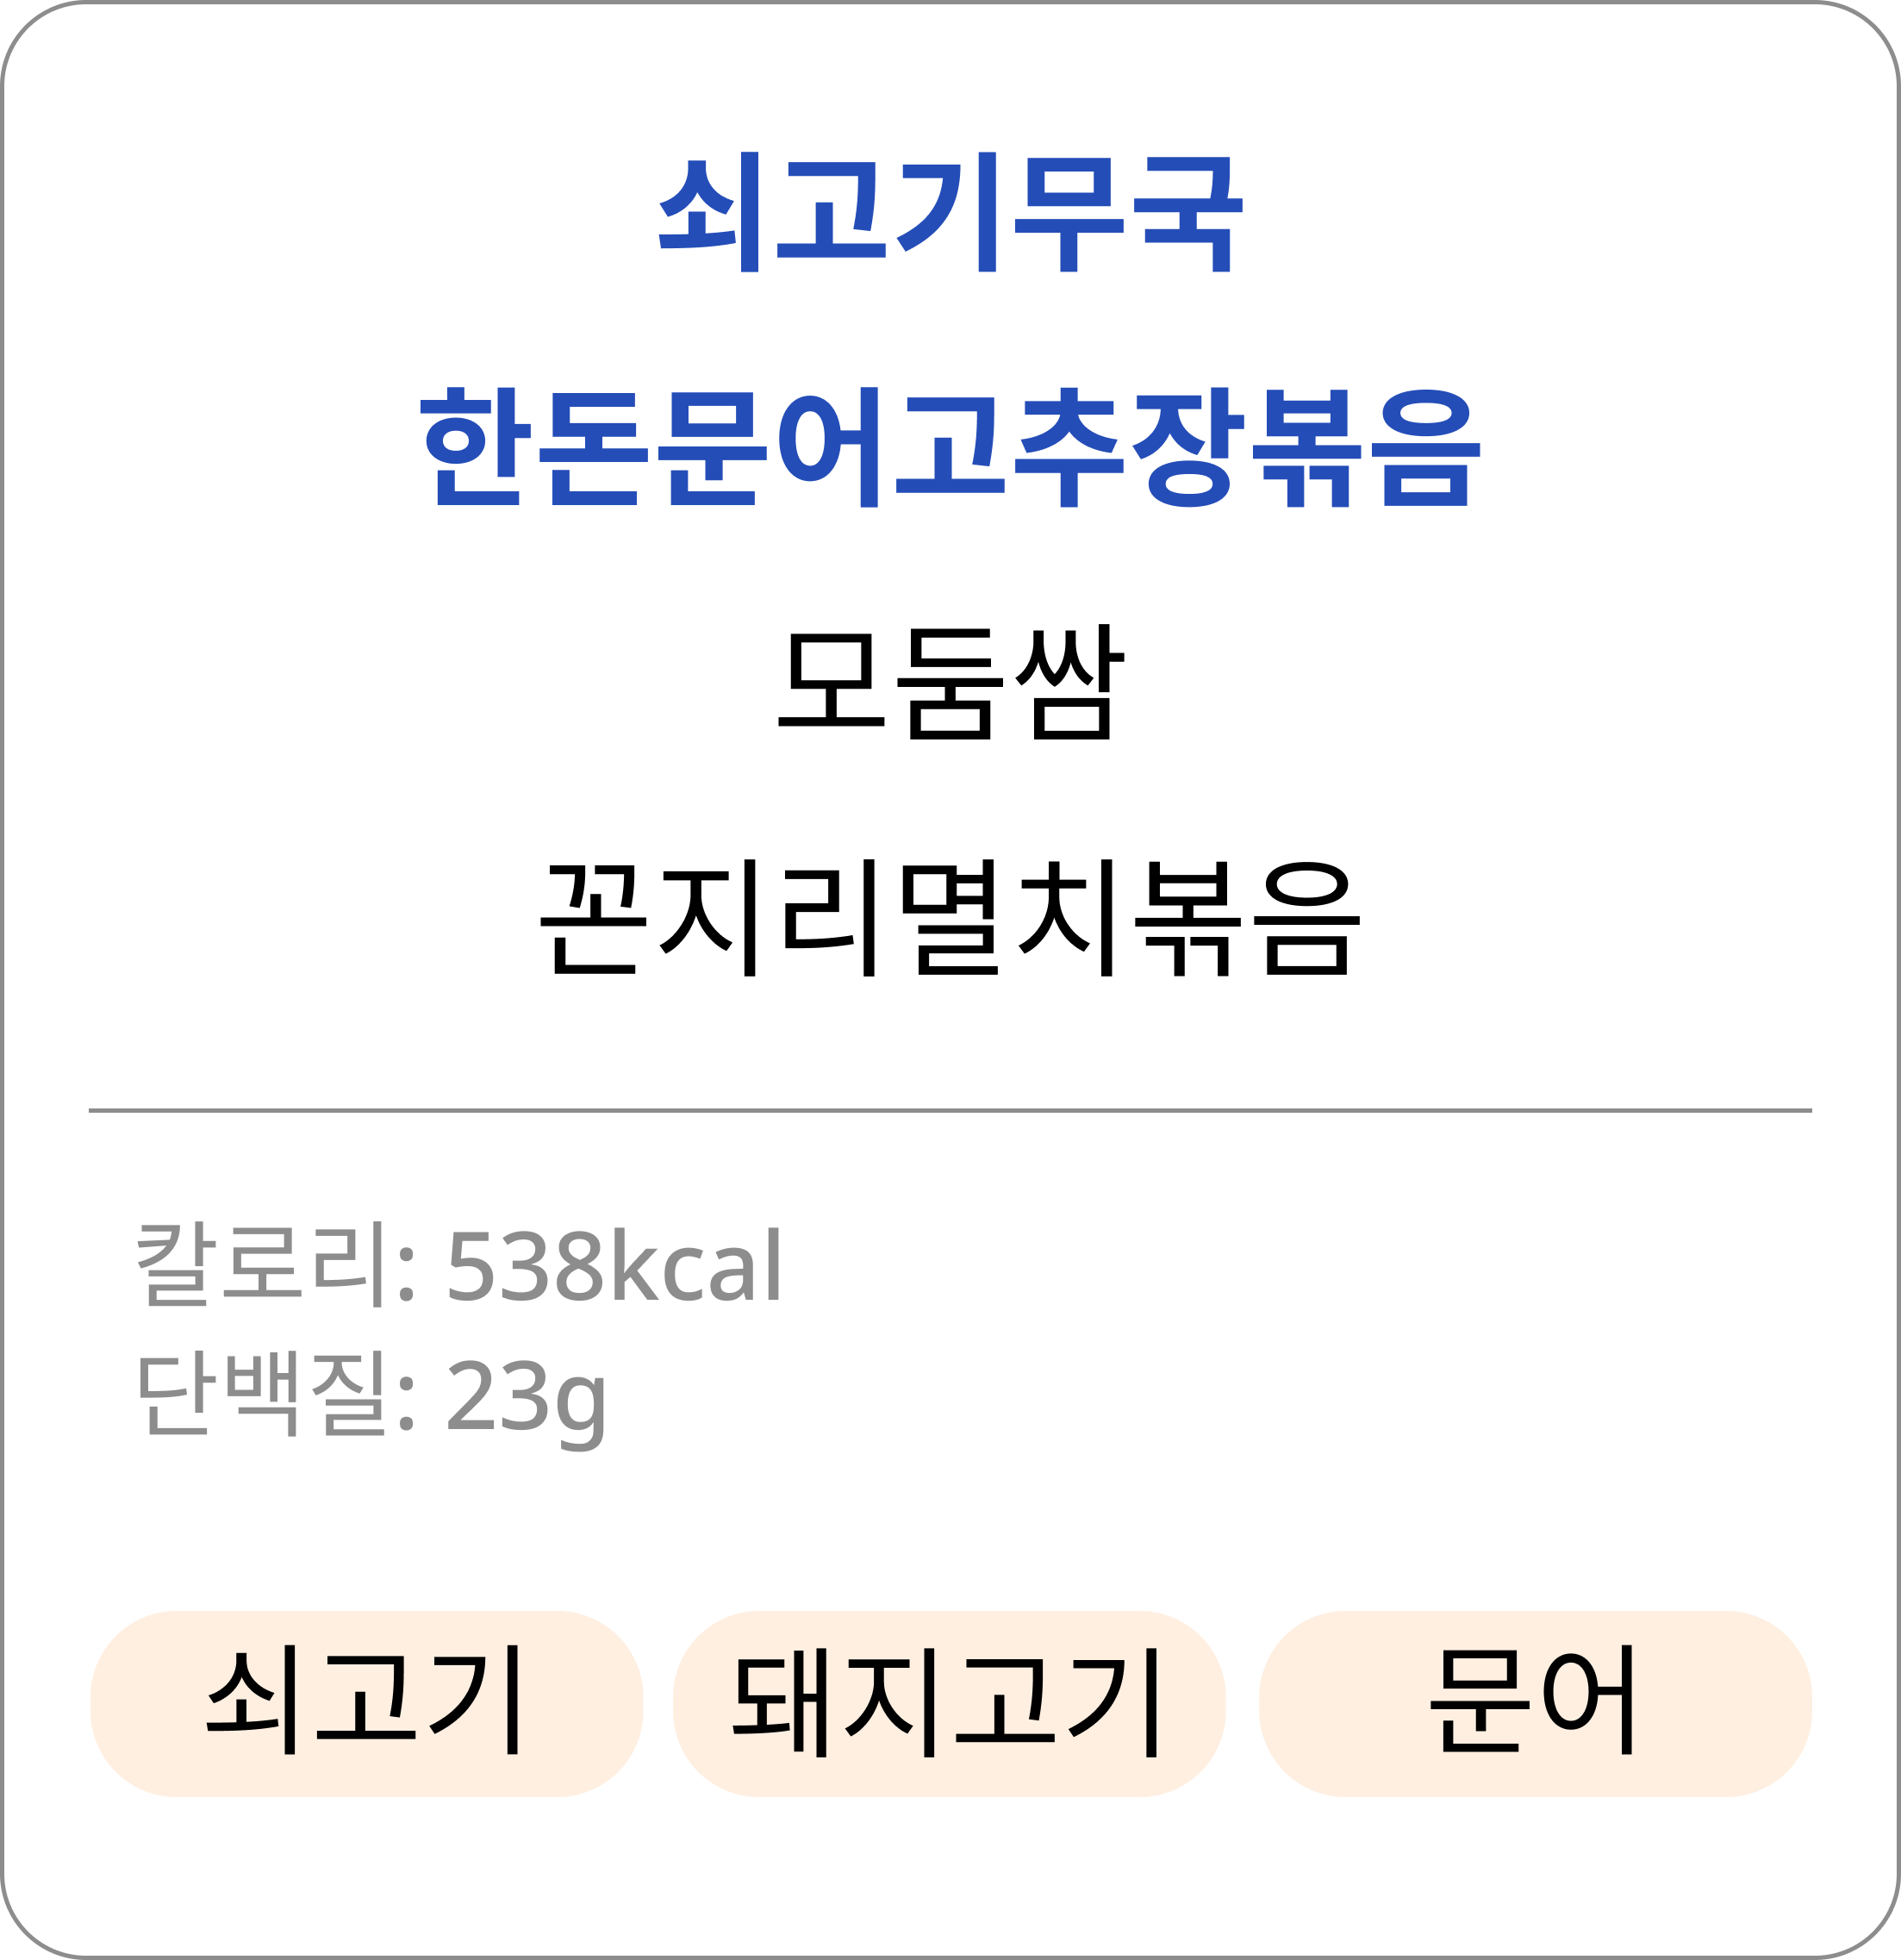 쇠고기무국
한돈문어고추장볶음
모둠쌈
꼰지리멸치볶음
칼로리: 538kcal
단백질: 23g
쇠고기
돼지고기
문어